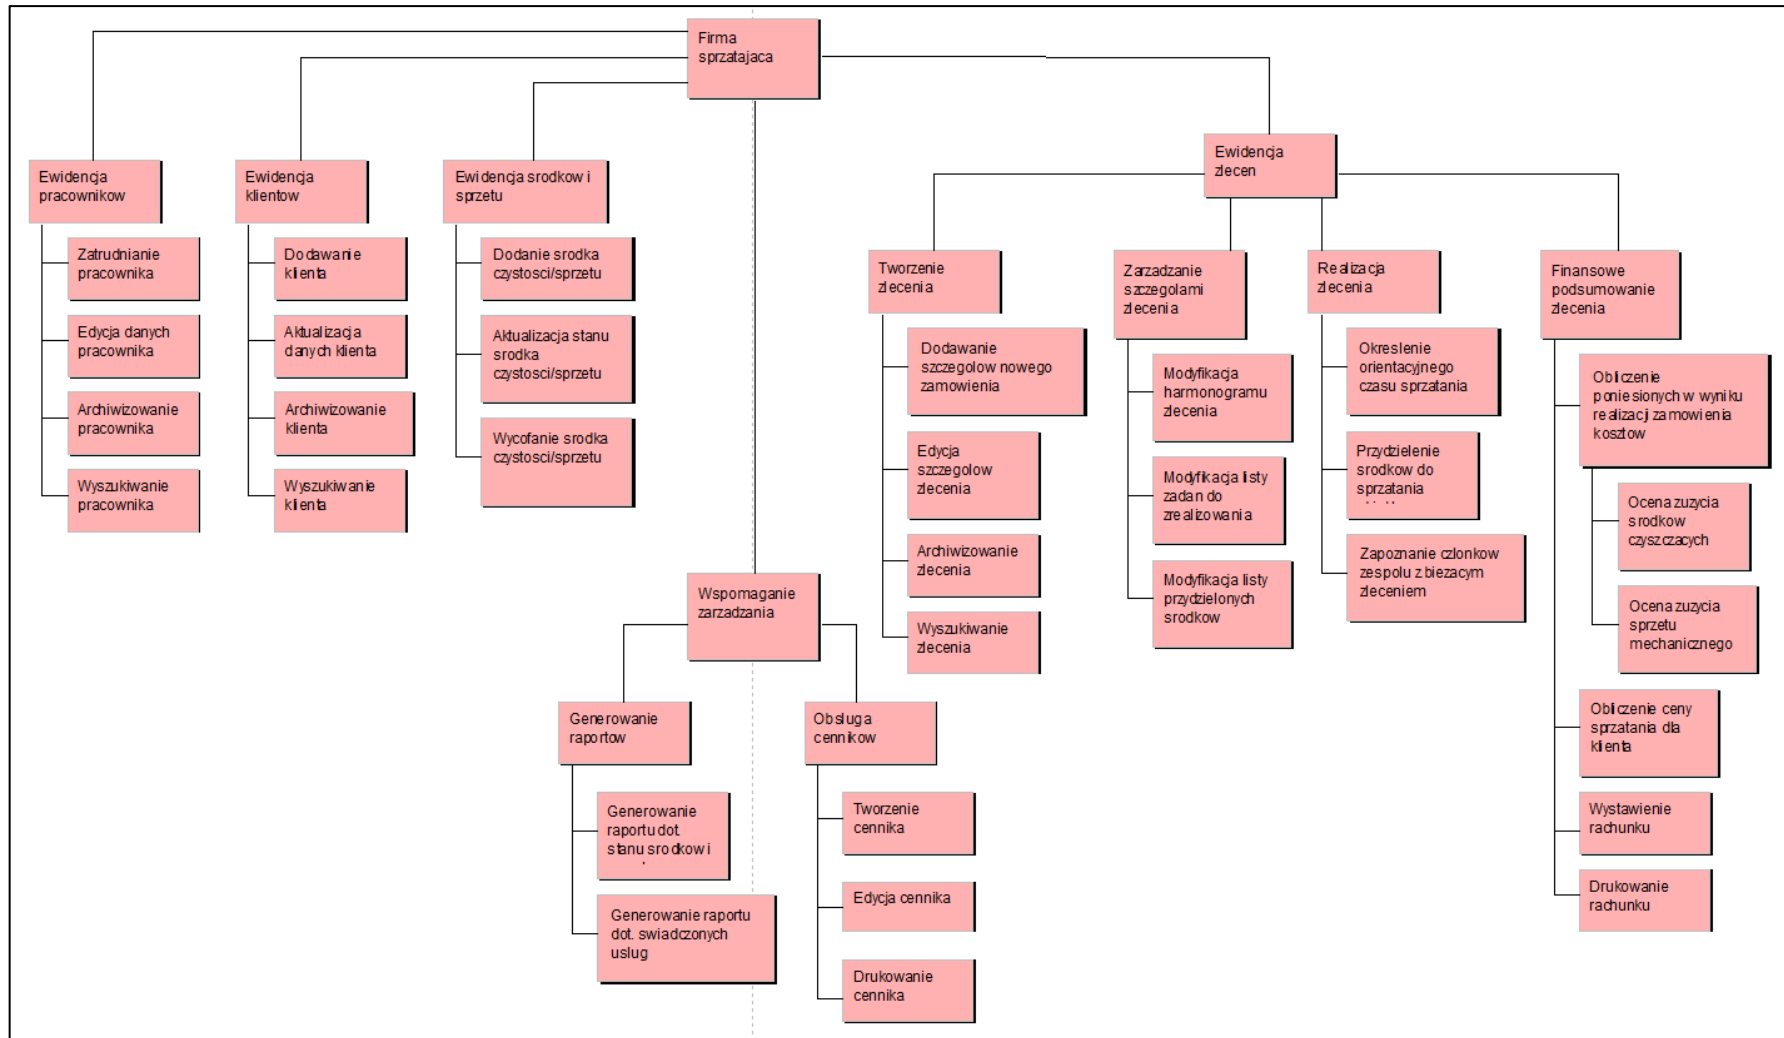 Firma
sprzatajaca
Ewidencja
pracownikow
Zatrudnianie
pracownika
Edycja danych
pracownika
Archiwizowanie
pracownika
Wyszukiwanie
pracownika
Ewidencja
klientow
Dodawanie
klienta
Aktualizacja
danych klienta
Archiwizowanie
klienta
Wyszukiwanie
klienta
Ewidencja srodkow i
sprzetu
Dodanie srodka
czystosci/sprzetu
Aktualizacja stanu
srodka
czystosci/sprzetu
Wycofanie srodka
czystosci/sprzetu
Wspomaganie
zarzadzania
Generowanie
raportow
Generowanie
raportu dot.
stanu srodkow i
Generowanie raportu
dot. swiadczonych
uslug
Obsluga
cennikow
Tworzenie
cennika
Edycja cennika
Drukowanie
cennika
Ewidencja
zlecen
Tworzenie
zlecenia
Dodawanie
szczegolow nowego
zamowienia
Edycja
szczegolow
zlecenia
Archiwizowanie
zlecenia
Wyszukiwanie
zlecenia
Zarzadzanie
szczegolami
zlecenia
Modyfikacja
harmonogramu
zlecenia
Modyfikacja listy
zadan do
zrealizowania
Modyfikacja listy
przydzielonych
srodkow
Realizacja
zlecenia
Okreslenie
orientacyjnego
czasu sprzatania
Przydzielenie
srodkow do
sprzatania
Zapoznanie czlonkow
zespolu z biezacym
zleceniem
Finansowe
podsumowanie
zlecenia
Obliczenie
poniesionych w wyniku
realizacji zamowienia
kosztow
Ocena zuzycia
srodkow
czyszczacych
Ocena zuzycia
sprzetu
mechanicznego
Obliczenie ceny
sprzatania dla
klienta
Wystawienie
rachunku
Drukowanie
rachunku